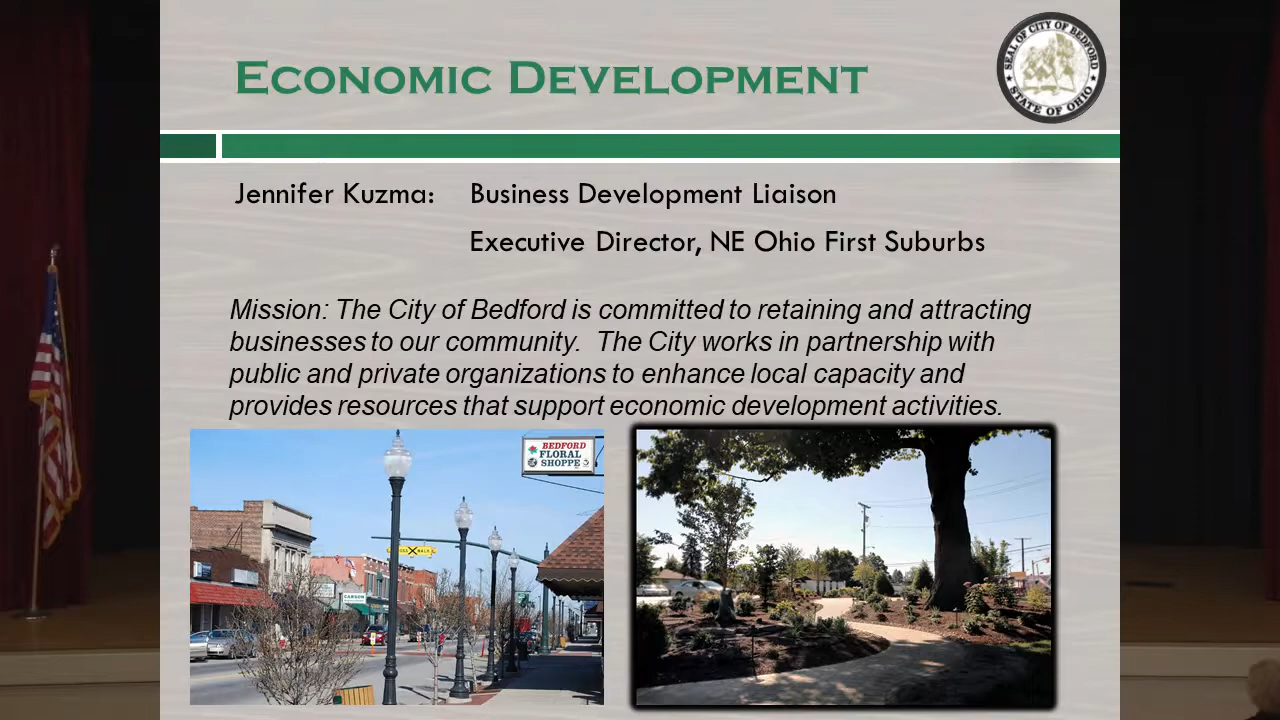 Economic Development
SEAL OF CITY OF BEDFORD
STATE OF OHIO
Jennifer Kuzma: Business Development Liaison
Executive Director, NE Ohio First Suburbs
Mission: The City of Bedford is committed to retaining and attracting
businesses to our community. The City works in partnership with
public and private organizations to enhance local capacity and
provides resources that support economic development activities.
BEDFORD
FLORAL
SHOPPE
CARSON